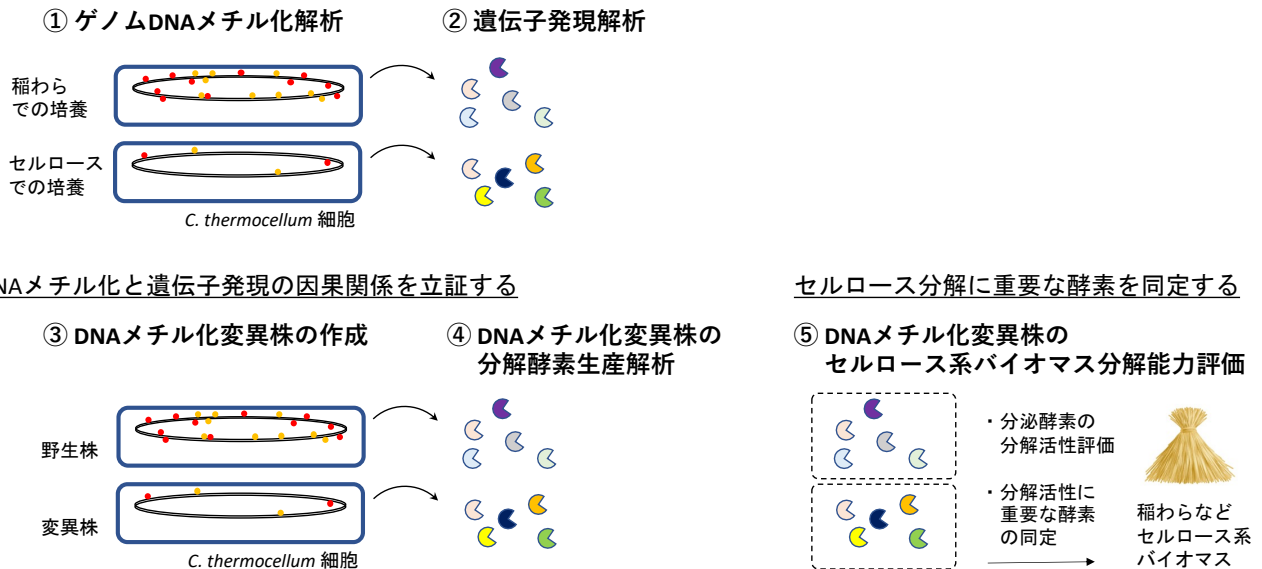 ① ゲノムDNAメチル化解析
② 遺伝子発現解析
稲わら
での培養
セルロース
での培養
C. thermocellum 細胞
NAメチル化と遺伝子発現の因果関係を立証する
セルロース分解に重要な酵素を同定する
③ DNAメチル化変異株の作成
④ DNAメチル化変異株の
分解酵素生産解析
⑤ DNAメチル化変異株の
セルロース系バイオマス分解能力評価
野生株
変異株
C. thermocellum 細胞
・分泌酵素の
分解活性評価
・分解活性に
重要な酵素
の同定
稲わらなど
セルロース系
バイオマス